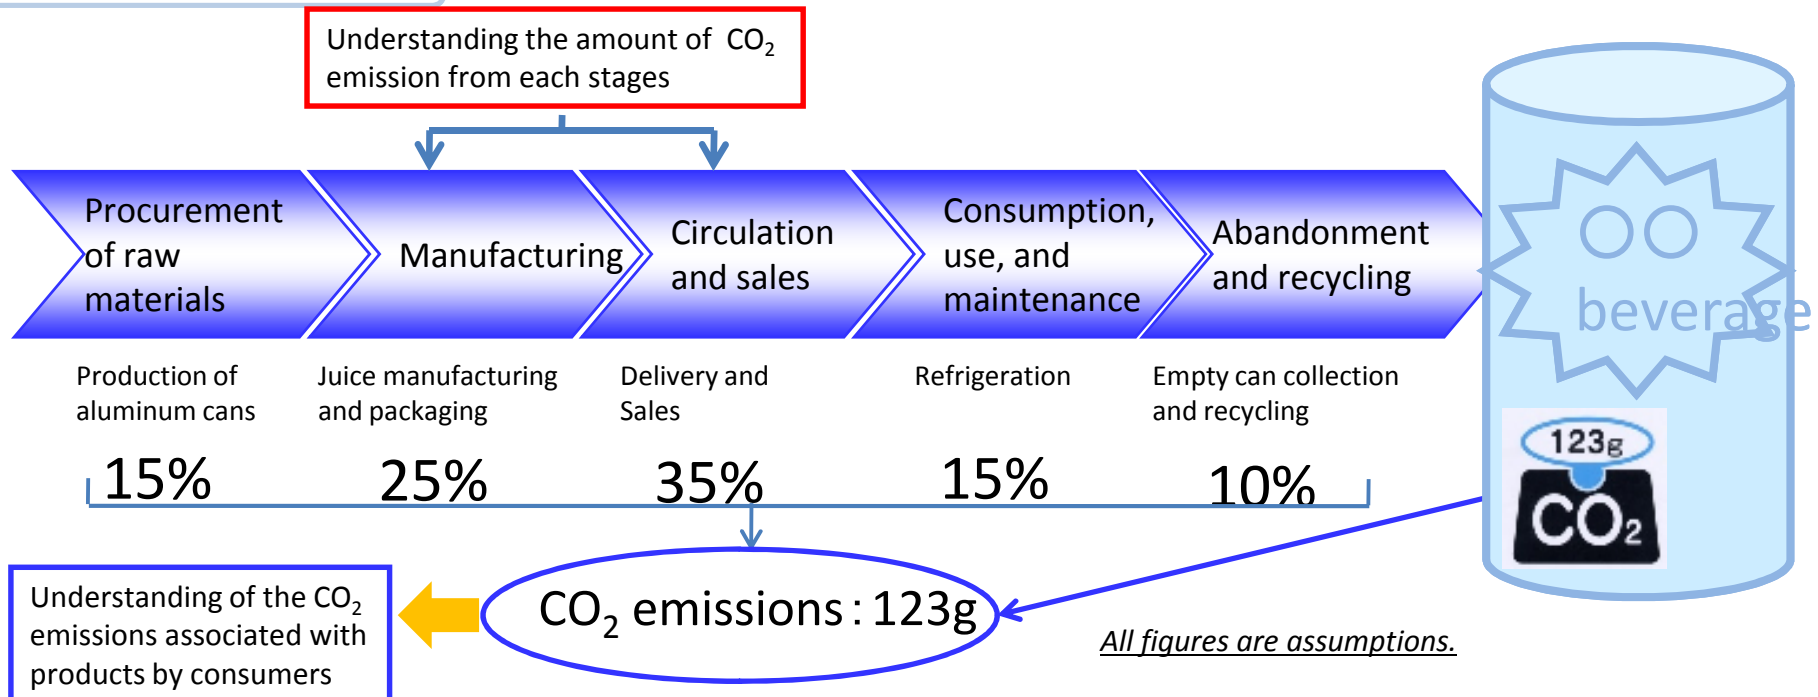 Understanding the amount of CO₂
emission from each stages
Procurement
of raw
materials
Manufacturing
Circulation
and sales
Consumption,
use, and
maintenance
Abandonment
and recycling
Production of
aluminum cans
Juice manufacturing
and packaging
Delivery and
Sales
Refrigeration
Empty can collection
and recycling
15%
25%
35%
15%
10%
CO₂ emissions : 123g
Understanding of the CO₂
emissions associated with
products by consumers
All figures are assumptions.
○○
beverage
123g
CO₂